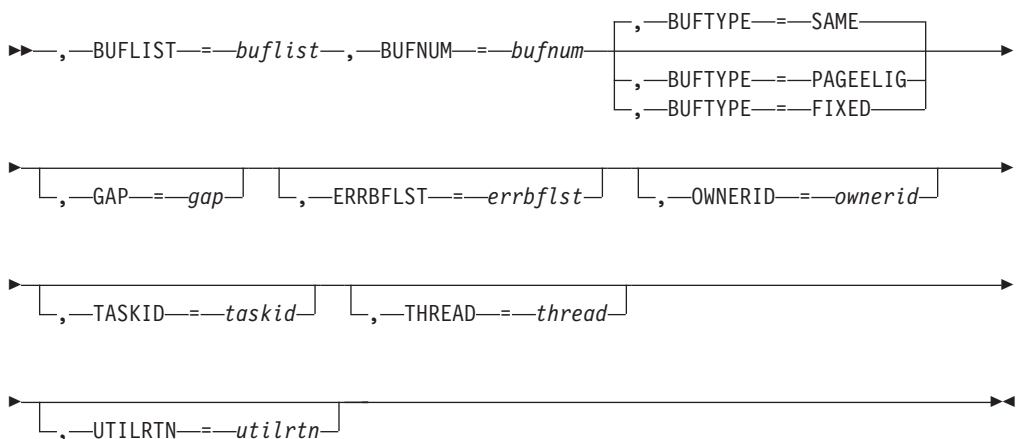 , BUFTYPE = SAME
, BUFLIST = buflist , BUFNUM = bufnum
, BUFTYPE = PAGEELIG
, BUFTYPE = FIXED
, GAP = gap , ERRBFLST = errbflst , OWNERID = ownerid
, TASKID = taskid , THREAD = thread
, UTILRTN = utilrtn